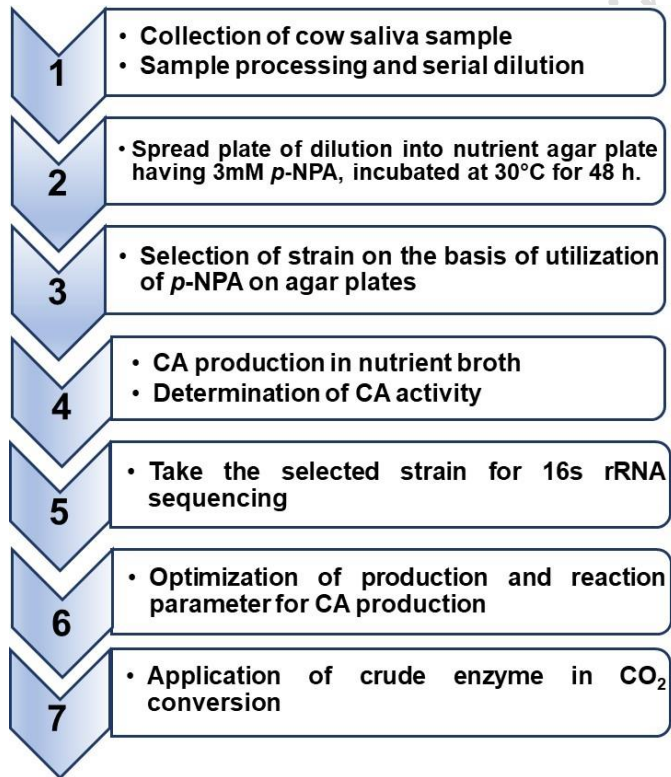 1
• Collection of cow saliva sample
• Sample processing and serial dilution
2
• Spread plate of dilution into nutrient agar plate
having 3mM p-NPA, incubated at 30°C for 48 h.
3
• Selection of strain on the basis of utilization
of p-NPA on agar plates
4
• CA production in nutrient broth
• Determination of CA activity
5
• Take the selected strain for 16s rRNA
sequencing
6
• Optimization of production and reaction
parameter for CA production
7
• Application of crude enzyme in CO₂
conversion